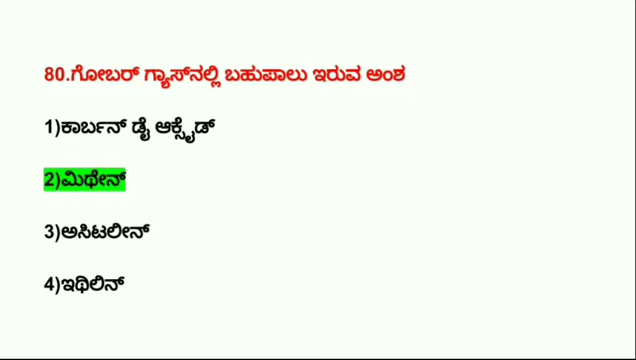 80.ಗೋಬರ್ ಗ್ಯಾಸ್‌ನಲ್ಲಿ ಬಹುಪಾಲು ಇರುವ ಅಂಶ
1)ಕಾರ್ಬನ್ ಡೈ ಆಕ್ಸೈಡ್
2)ಮಿಥೇನ್
3)ಅಸಿಟಲೀನ್
4)ಇಥಿಲಿನ್